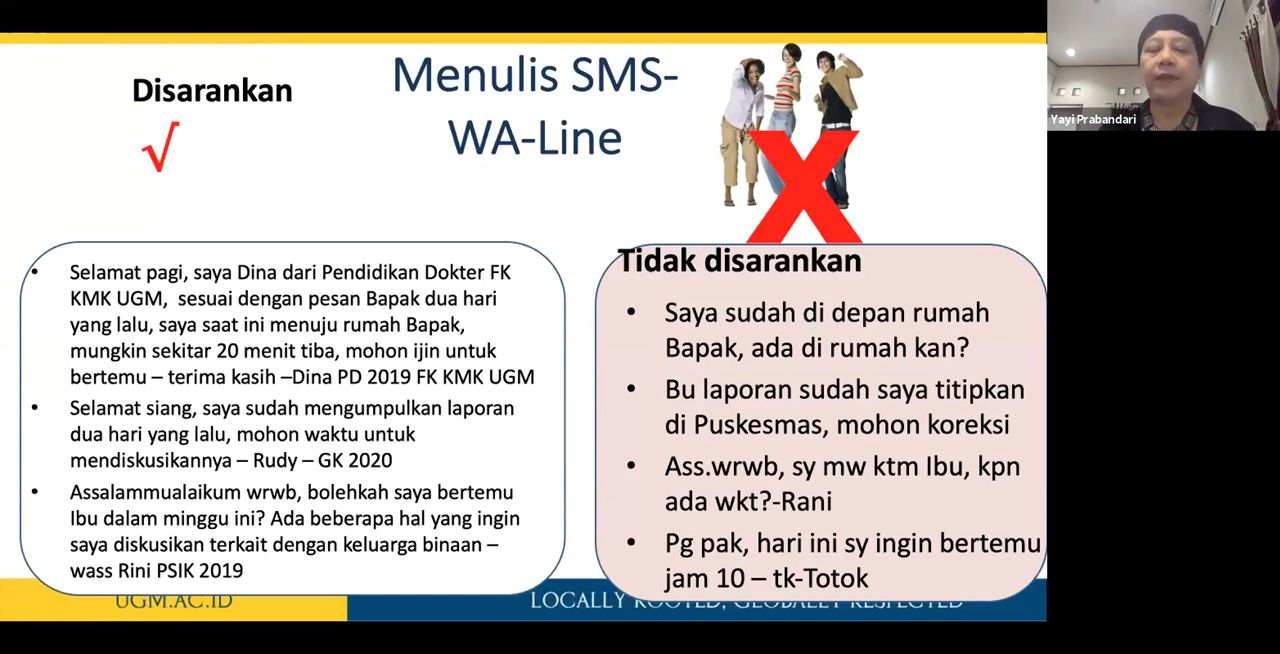 Disarankan
√
Menulis SMS-
WA-Line
Yayi Prabandari
• Selamat pagi, saya Dina dari Pendidikan Dokter FK
KMK UGM, sesuai dengan pesan Bapak dua hari
yang lalu, saya saat ini menuju rumah Bapak,
mungkin sekitar 20 menit tiba, mohon ijin untuk
bertemu – terima kasih –Dina PD 2019 FK KMK UGM
• Selamat siang, saya sudah mengumpulkan laporan
dua hari yang lalu, mohon waktu untuk
mendiskusikannya – Rudy – GK 2020
• Assalammualaikum wrwb, bolehkah saya bertemu
Ibu dalam minggu ini? Ada beberapa hal yang ingin
saya diskusikan terkait dengan keluarga binaan –
wass Rini PSIK 2019
X
Tidak disarankan
• Saya sudah di depan rumah
Bapak, ada di rumah kan?
• Bu laporan sudah saya titipkan
di Puskesmas, mohon koreksi
• Ass.wrwb, sy mw ktm Ibu, kpn
ada wkt?-Rani
• Pg pak, hari ini sy ingin bertemu
jam 10 – tk-Totok
UGM.AC.ID
LOCALLY ROOTED, GLOBALLY RESPECTED